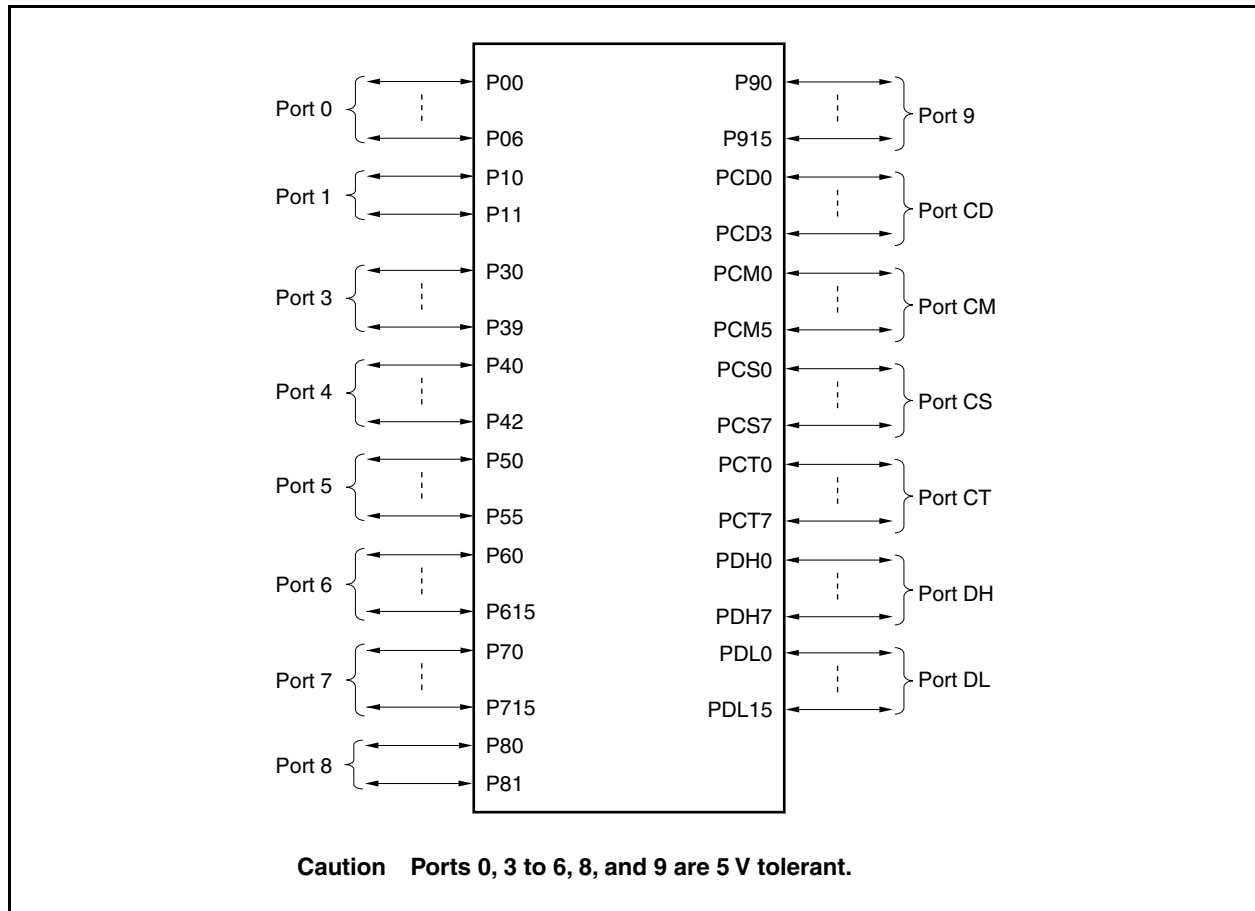 Port 0
P00
P06
Port 1
P10
P11
Port 3
P30
P39
Port 4
P40
P42
Port 5
P50
P55
Port 6
P60
P615
Port 7
P70
P715
Port 8
P80
P81
P90
P915
Port 9
PCD0
PCD3
Port CD
PCM0
PCM5
Port CM
PCS0
PCS7
Port CS
PCT0
PCT7
Port CT
PDH0
PDH7
Port DH
PDL0
PDL15
Port DL
Caution Ports 0, 3 to 6, 8, and 9 are 5 V tolerant.